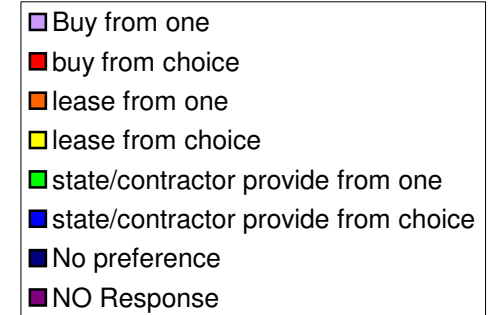 Buy from one
buy from choice
lease from one
lease from choice
state/contractor provide from one
state/contractor provide from choice
No preference
NO Response